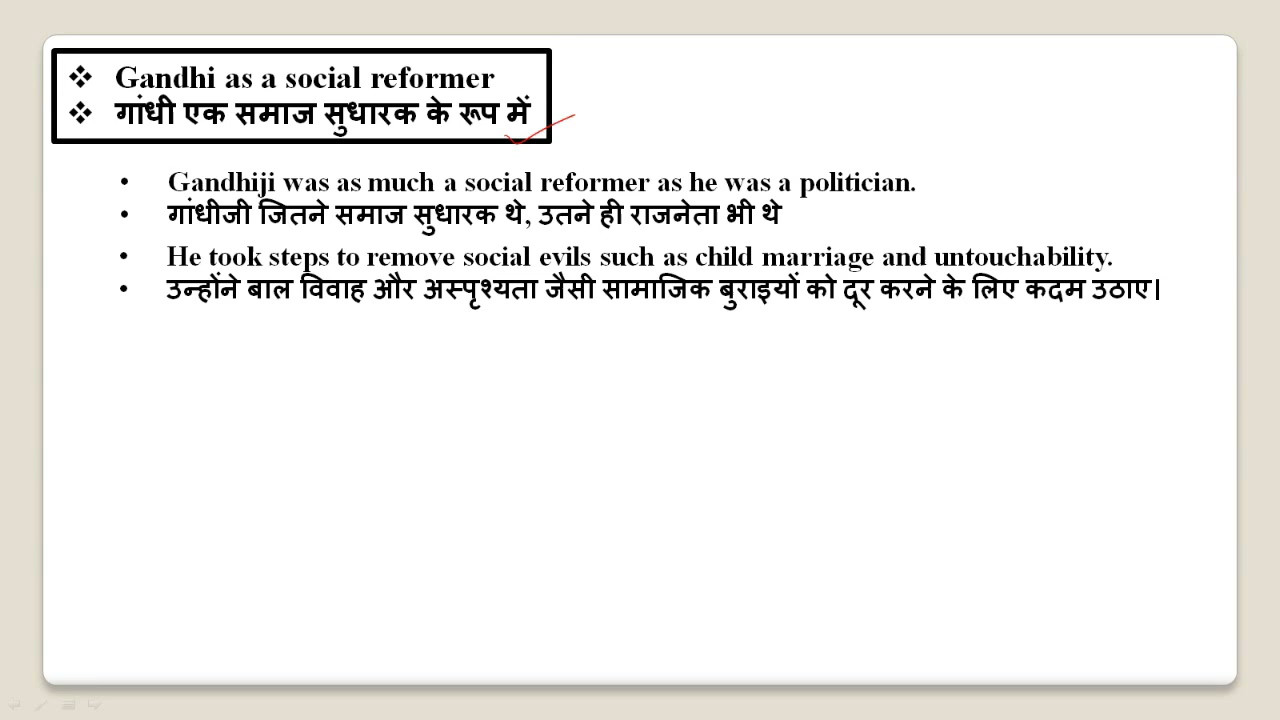 ❖ Gandhi as a social reformer
❖ गांधी एक समाज सुधारक के रूप में
• Gandhiji was as much a social reformer as he was a politician.
• गांधीजी जितने समाज सुधारक थे, उतने ही राजनेता भी थे
• He took steps to remove social evils such as child marriage and untouchability.
• उन्होंने बाल विवाह और अस्पृश्यता जैसी सामाजिक बुराइयों को दूर करने के लिए कदम उठाए।